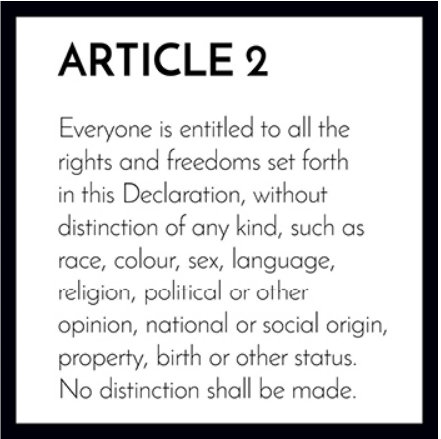 ARTICLE 2
Everyone is entitled to all the
rights and freedoms set forth
in this Declaration, without
distinction of any kind, such as
race, colour, sex, language,
religion, political or other
opinion, national or social origin,
property, birth or other status.
No distinction shall be made.